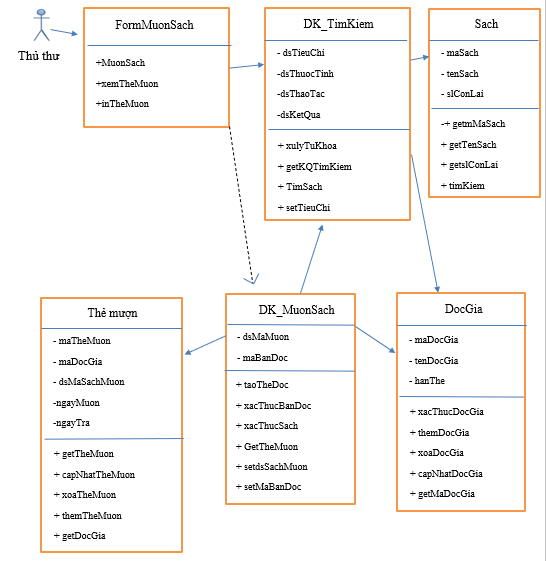 Thủ thư
FormMuonSach
+MuonSach
+xemTheMuon
+inTheMuon
DK_TimKiem
- dsTieuChi
-dsThuocTinh
-dsThaoTac
-dsKetQua
+ xulyTuKhoa
+ getKQTimKiem
+ TimSach
+ setTieuChi
Sach
- maSach
- tenSach
- slConLai
-+ getmMaSach
+ getTenSach
+ getslConLai
+ timKiem
Thẻ mượn
- maTheMuon
- maDocGia
- dsMaSachMuon
-ngayMuon
-ngayTra
+ getTheMuon
+ capNhatTheMuon
+ xoaTheMuon
+ themTheMuon
+ getDocGia
DK_MuonSach
- dsMaMuon
- maBanDoc
+ taoTheDoc
+ xacThucBanDoc
+ xacThucSach
+ GetTheMuon
+ setdsSachMuon
+ setMaBanDoc
DocGia
- maDocGia
- tenDocGia
- hanThe
+ xacThucDocGia
+ themDocGia
+ xoaDocGia
+ capNhatDocGia
+ getMaDocGia